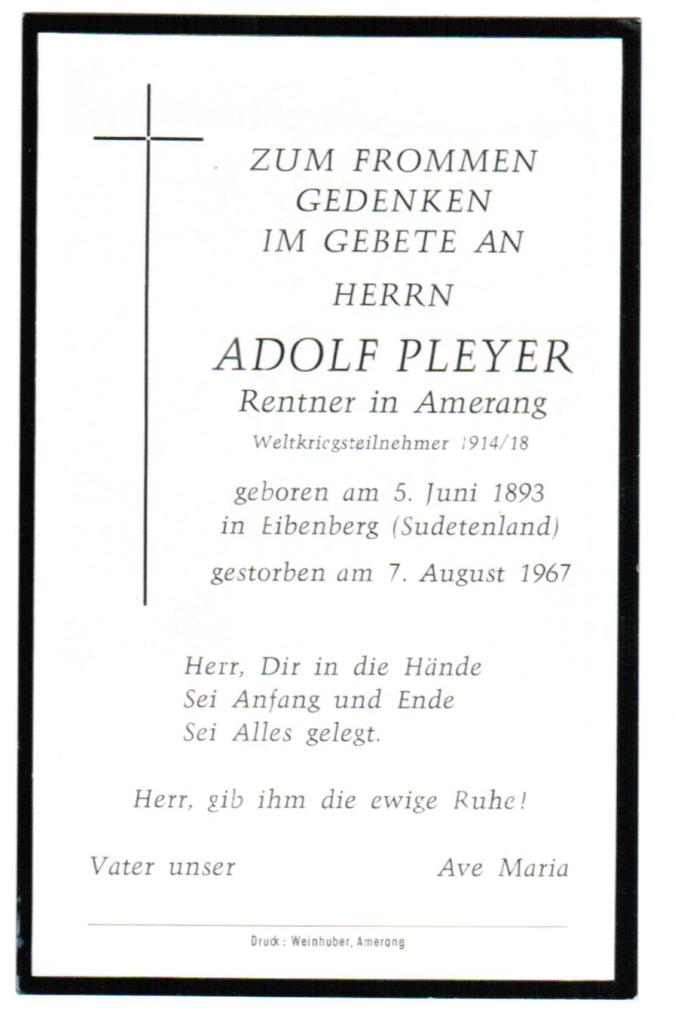 ZUM FROMMEN
GEDENKEN
IM GEBETE AN
HERRN
ADOLF PLEYER
Rentner in Amerang
Weltkriegsteilnehmer 1914/18
geboren am 5. Juni 1893
in Eibenberg (Sudetenland)
gestorben am 7. August 1967
Herr, Dir in die Hände
Sei Anfang und Ende
Sei Alles gelegt.
Herr, gib ihm die ewige Ruhe!
Vater unser Ave Maria
Druck: Weinhuber, Amerang